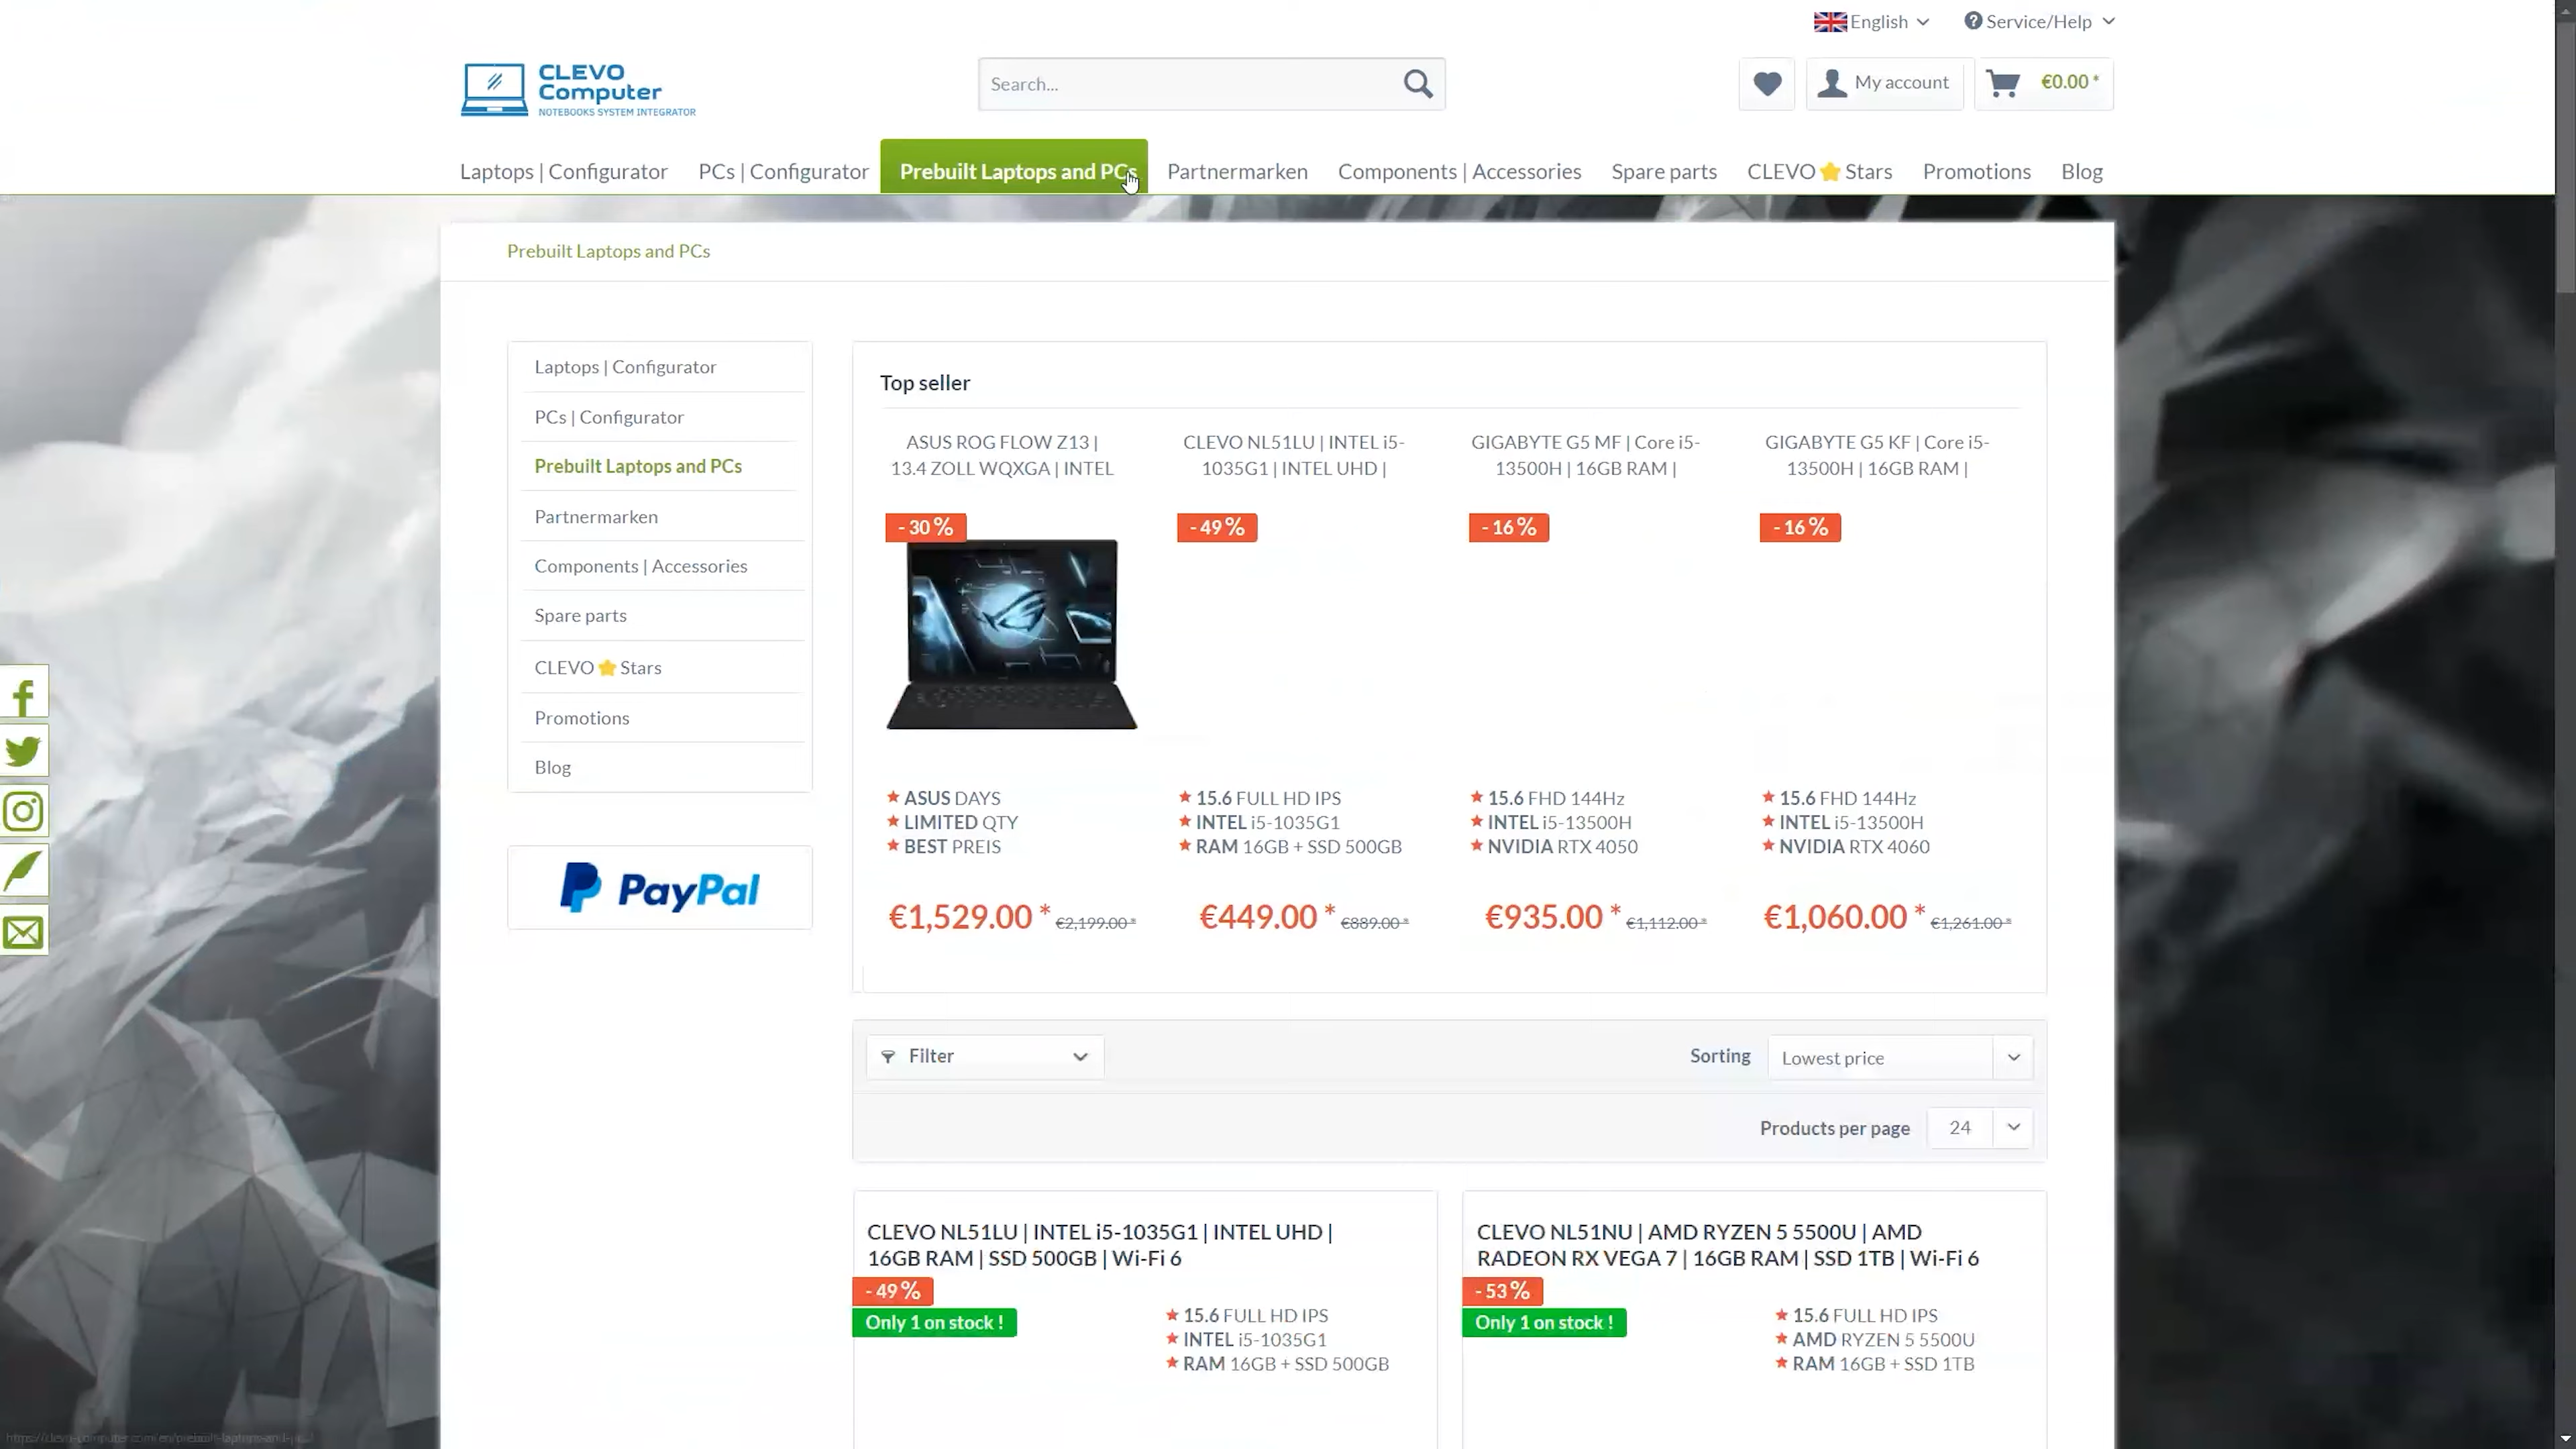 English
Service/Help
CLEVO
Computer
NOTEBOOKS SYSTEM INTEGRATOR
Search...
My account
€0.00 *
Laptops | Configurator
PCs | Configurator
Prebuilt Laptops and PCs
Partnermarken
Components | Accessories
Spare parts
CLEVO ⭐ Stars
Promotions
Blog
Prebuilt Laptops and PCs
Laptops | Configurator
PCs | Configurator
Prebuilt Laptops and PCs
Partnermarken
Components | Accessories
Spare parts
CLEVO ⭐ Stars
Promotions
Blog
PayPal
Top seller
ASUS ROG FLOW Z13 |
13.4 ZOLL WQXGA | INTEL
- 30 %
★ ASUS DAYS
★ LIMITED QTY
★ BEST PREIS
€1,529.00 * €2,199.00 *
CLEVO NL51LU | INTEL i5-
1035G1 | INTEL UHD |
- 49 %
★ 15.6 FULL HD IPS
★ INTEL i5-1035G1
★ RAM 16GB + SSD 500GB
€449.00 * €889.00 *
GIGABYTE G5 MF | Core i5-
13500H | 16GB RAM |
- 16 %
★ 15.6 FHD 144Hz
★ INTEL i5-13500H
★ NVIDIA RTX 4050
€935.00 * €1,112.00 *
GIGABYTE G5 KF | Core i5-
13500H | 16GB RAM |
- 16 %
★ 15.6 FHD 144Hz
★ INTEL i5-13500H
★ NVIDIA RTX 4060
€1,060.00 * €1,261.00 *
Filter
Sorting
Lowest price
Products per page
24
CLEVO NL51LU | INTEL i5-1035G1 | INTEL UHD |
16GB RAM | SSD 500GB | Wi-Fi 6
- 49 %
Only 1 on stock !
★ 15.6 FULL HD IPS
★ INTEL i5-1035G1
★ RAM 16GB + SSD 500GB
CLEVO NL51NU | AMD RYZEN 5 5500U | AMD
RADEON RX VEGA 7 | 16GB RAM | SSD 1TB | Wi-Fi 6
- 53 %
Only 1 on stock !
★ 15.6 FULL HD IPS
★ AMD RYZEN 5 5500U
★ RAM 16GB + SSD 1TB